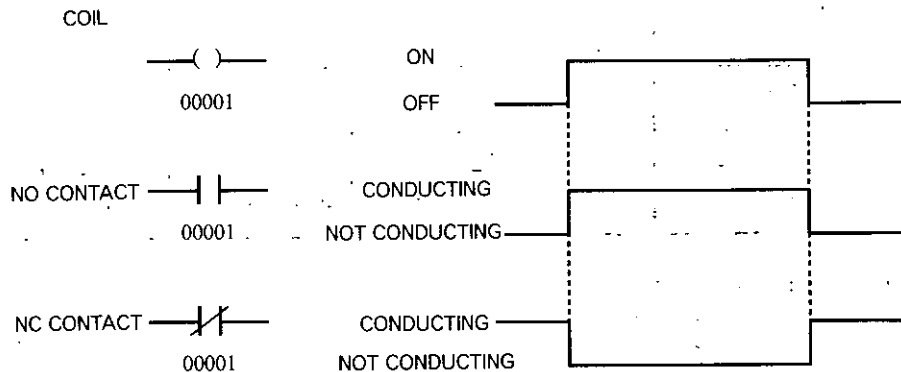 COIL
ON
00001 OFF
NO CONTACT CONDUCTING
00001 NOT CONDUCTING
NC CONTACT CONDUCTING
00001 NOT CONDUCTING